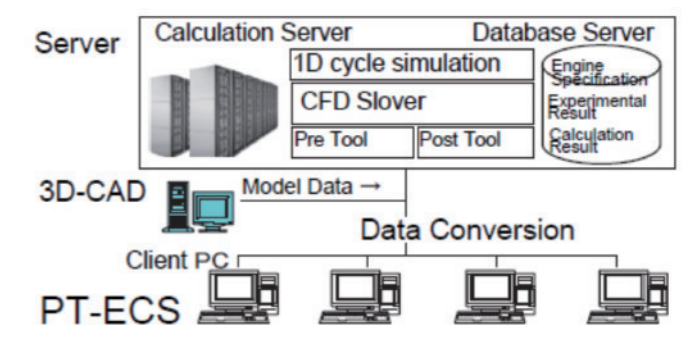 Server
Calculation Server
Database Server
1D cycle simulation
CFD Slover
Pre Tool
Post Tool
Engine
Specification
Experimental
Result
Calculation
Result
3D-CAD
Model Data →
Data Conversion
Client PC
PT-ECS